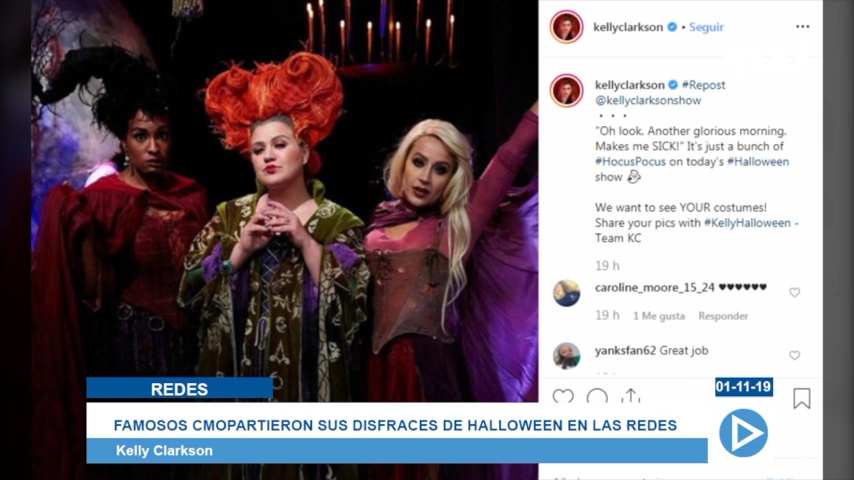 kellyclarkson • Seguir
kellyclarkson #Repost
@kellyclarksonshow
• • •
"Oh look. Another glorious morning.
Makes me SICK!" It's just a bunch of
#HocusPocus on today's #Halloween
show
We want to see YOUR costumes!
Share your pics with #KellyHalloween -
Team KC
19 h
caroline_moore_15_24 ♥♥♥♥♥♥
19 h 1 Me gusta Responder
yanksfan62 Great job
REDES
01-11-19
FAMOSOS CMOPARTIERON SUS DISFRACES DE HALLOWEEN EN LAS REDES
Kelly Clarkson